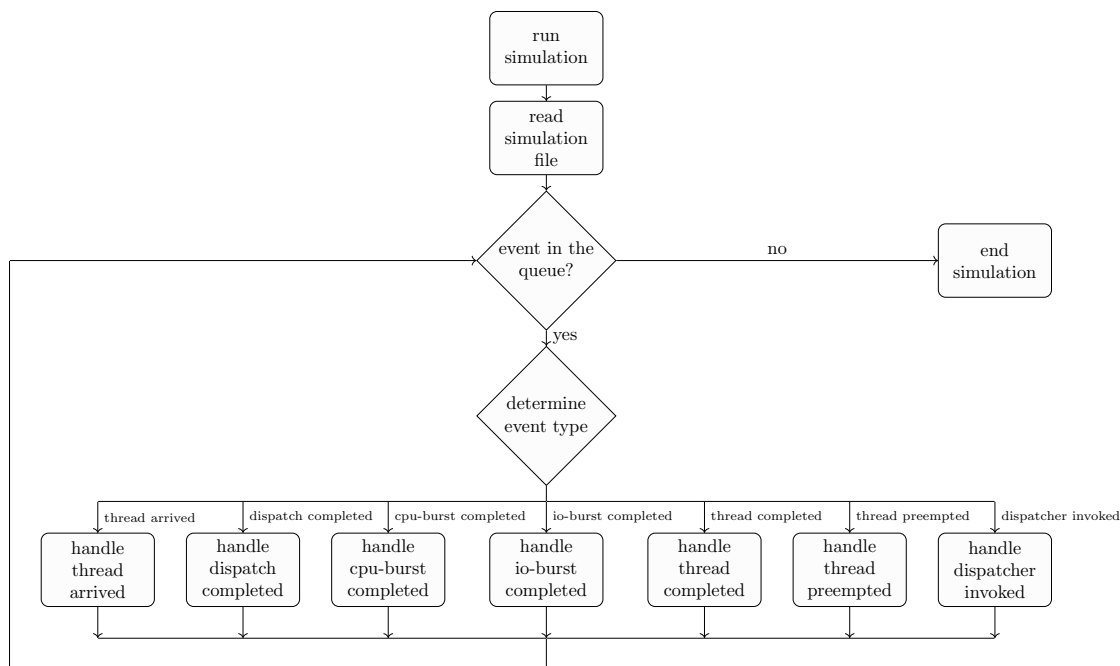 run
simulation
read
simulation
file
event in the
queue?
no
end
simulation
yes
determine
event type
thread arrived
dispatch completed
cpu-burst completed
io-burst completed
thread completed
thread preempted
dispatcher invoked
handle
thread
arrived
handle
dispatch
completed
handle
cpu-burst
completed
handle
io-burst
completed
handle
thread
completed
handle
thread
preempted
handle
dispatcher
invoked